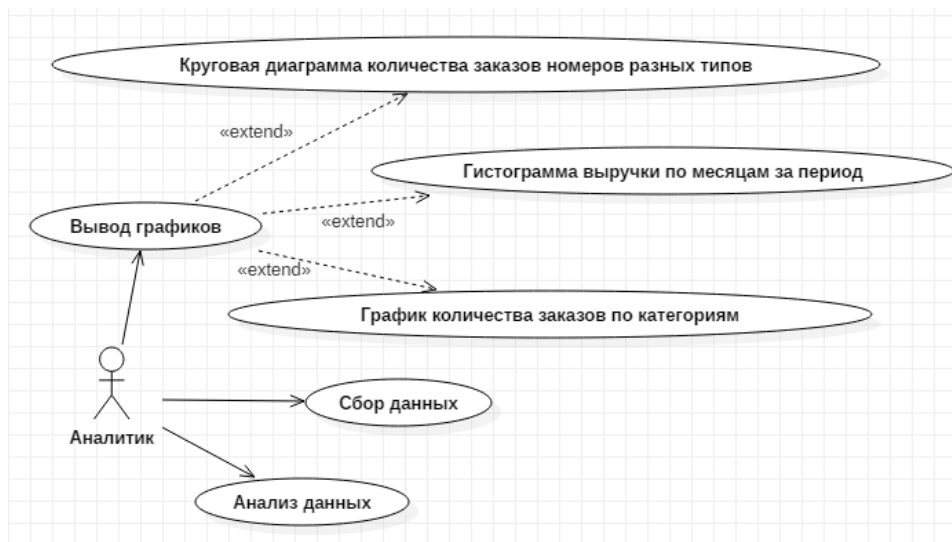 Круговая диаграмма количества заказов номеров разных типов
«extend»
Гистограмма выручки по месяцам за период
«extend»
Вывод графиков
«extend»
График количества заказов по категориям
Сбор данных
Аналитик
Анализ данных